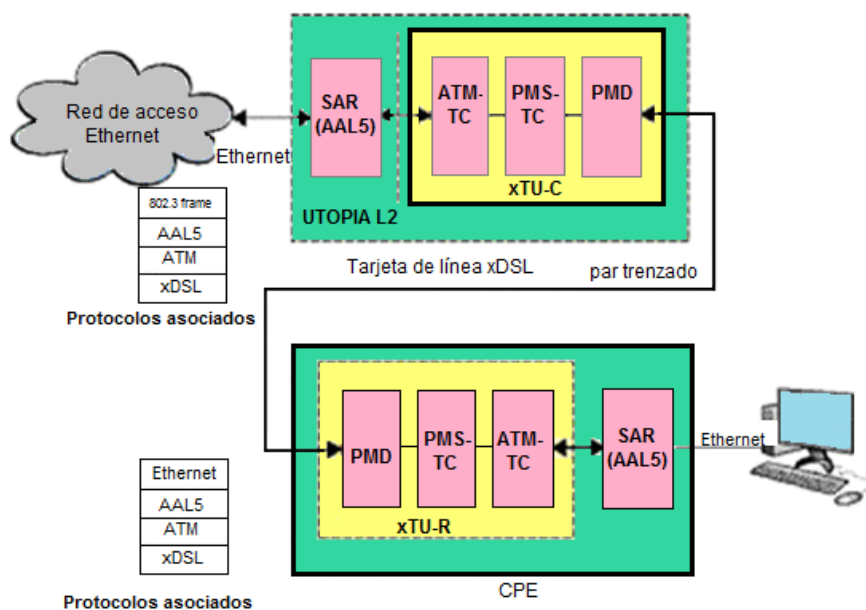 Red de acceso
Ethernet
Ethernet
SAR
(AAL5)
ATM-
TC
PMS-
TC
PMD
xTU-C
UTOPIA L2
802.3 frame
AAL5
ATM
xDSL
Protocolos asociados
Tarjeta de línea xDSL
par trenzado
PMD
PMS-
TC
ATM-
TC
SAR
(AAL5)
Ethernet
xTU-R
CPE
Ethernet
AAL5
ATM
xDSL
Protocolos asociados